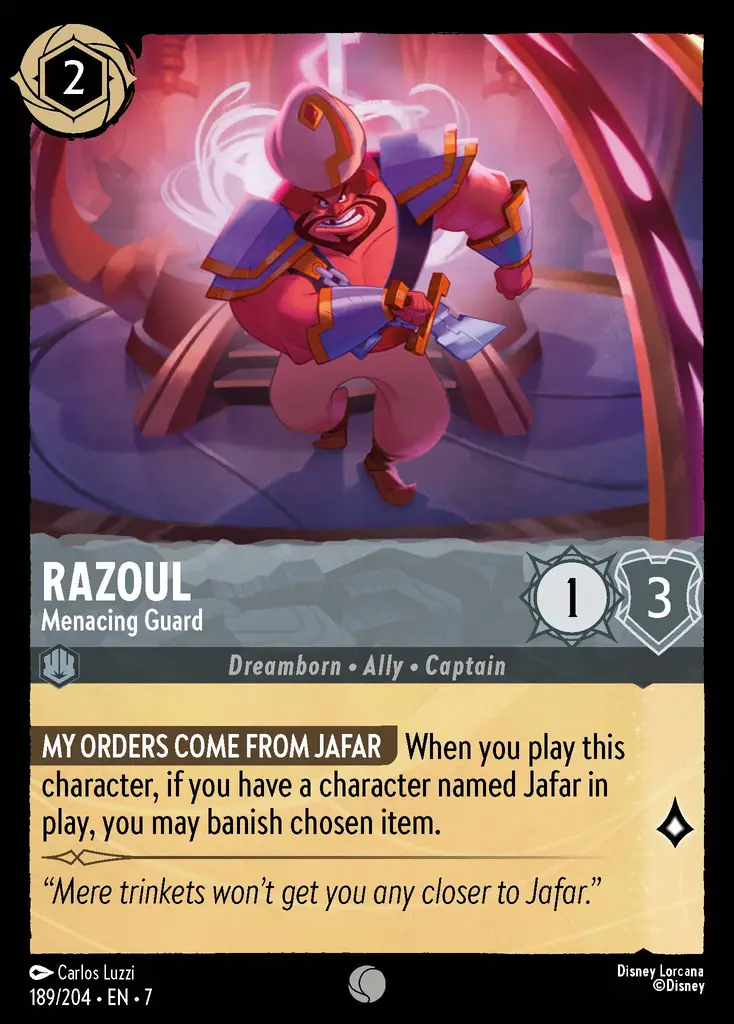 2
RAZOUL
Menacing Guard
1
3
Dreamborn • Ally • Captain
MY ORDERS COME FROM JAFAR When you play this
character, if you have a character named Jafar in
play, you may banish chosen item.
“Mere trinkets won’t get you any closer to Jafar.”
Carlos Luzzi
189/204 • EN • 7
Disney Lorcana
©Disney